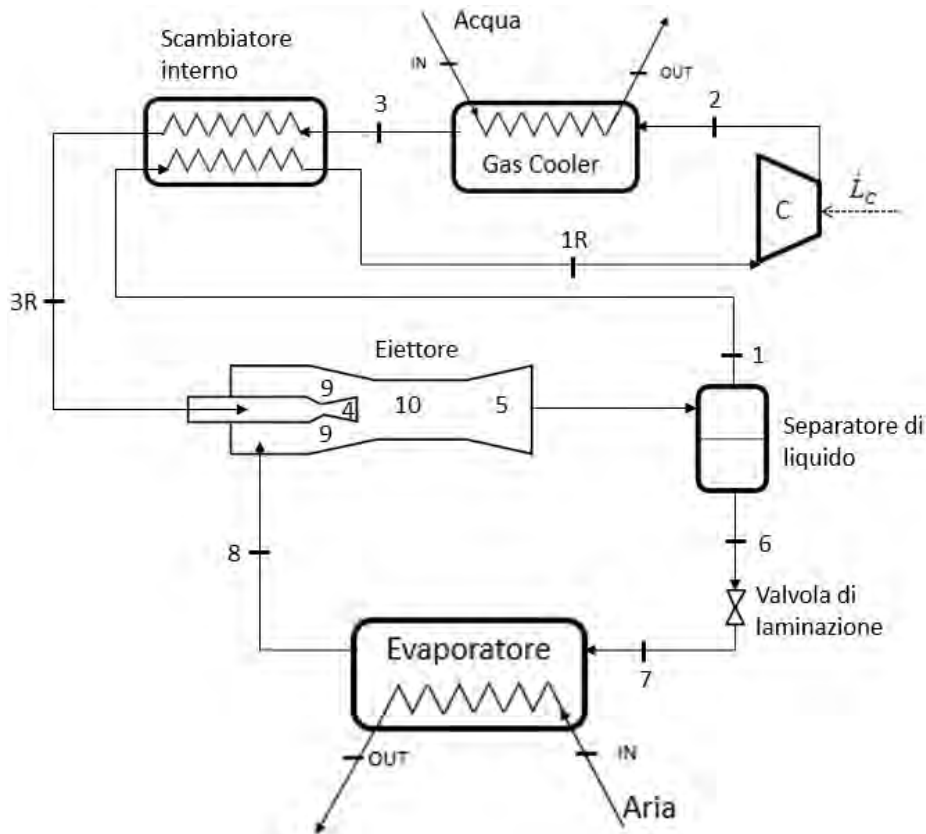 Acqua
Scambiatore
interno
IN
OUT
3
2
Gas Cooler
C
L̇_C
1R
3R
1
Eiettore
9
4
10
5
9
Separatore di
liquido
8
6
Valvola di
laminazione
Evaporatore
7
OUT
IN
Aria